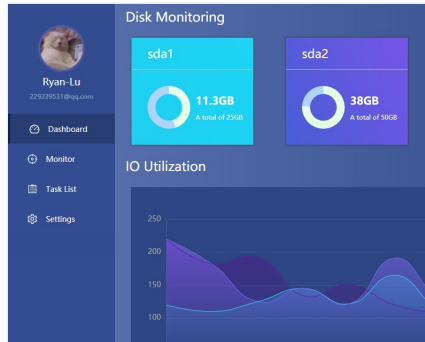 Disk Monitoring
sda1
sda2
Ryan-Lu
229239531@qq.com
11.3GB
A total of 25GB
38GB
A total of 50GB
Dashboard
Monitor
Task List
Settings
IO Utilization
250
200
150
100